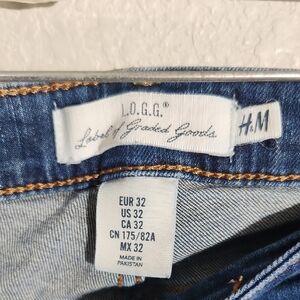 L.O.G.G.®
Label of Graded Goods
H&M
EUR 32
US 32
CA 32
CN 175/82A
MX 32
MADE IN
PAKISTAN